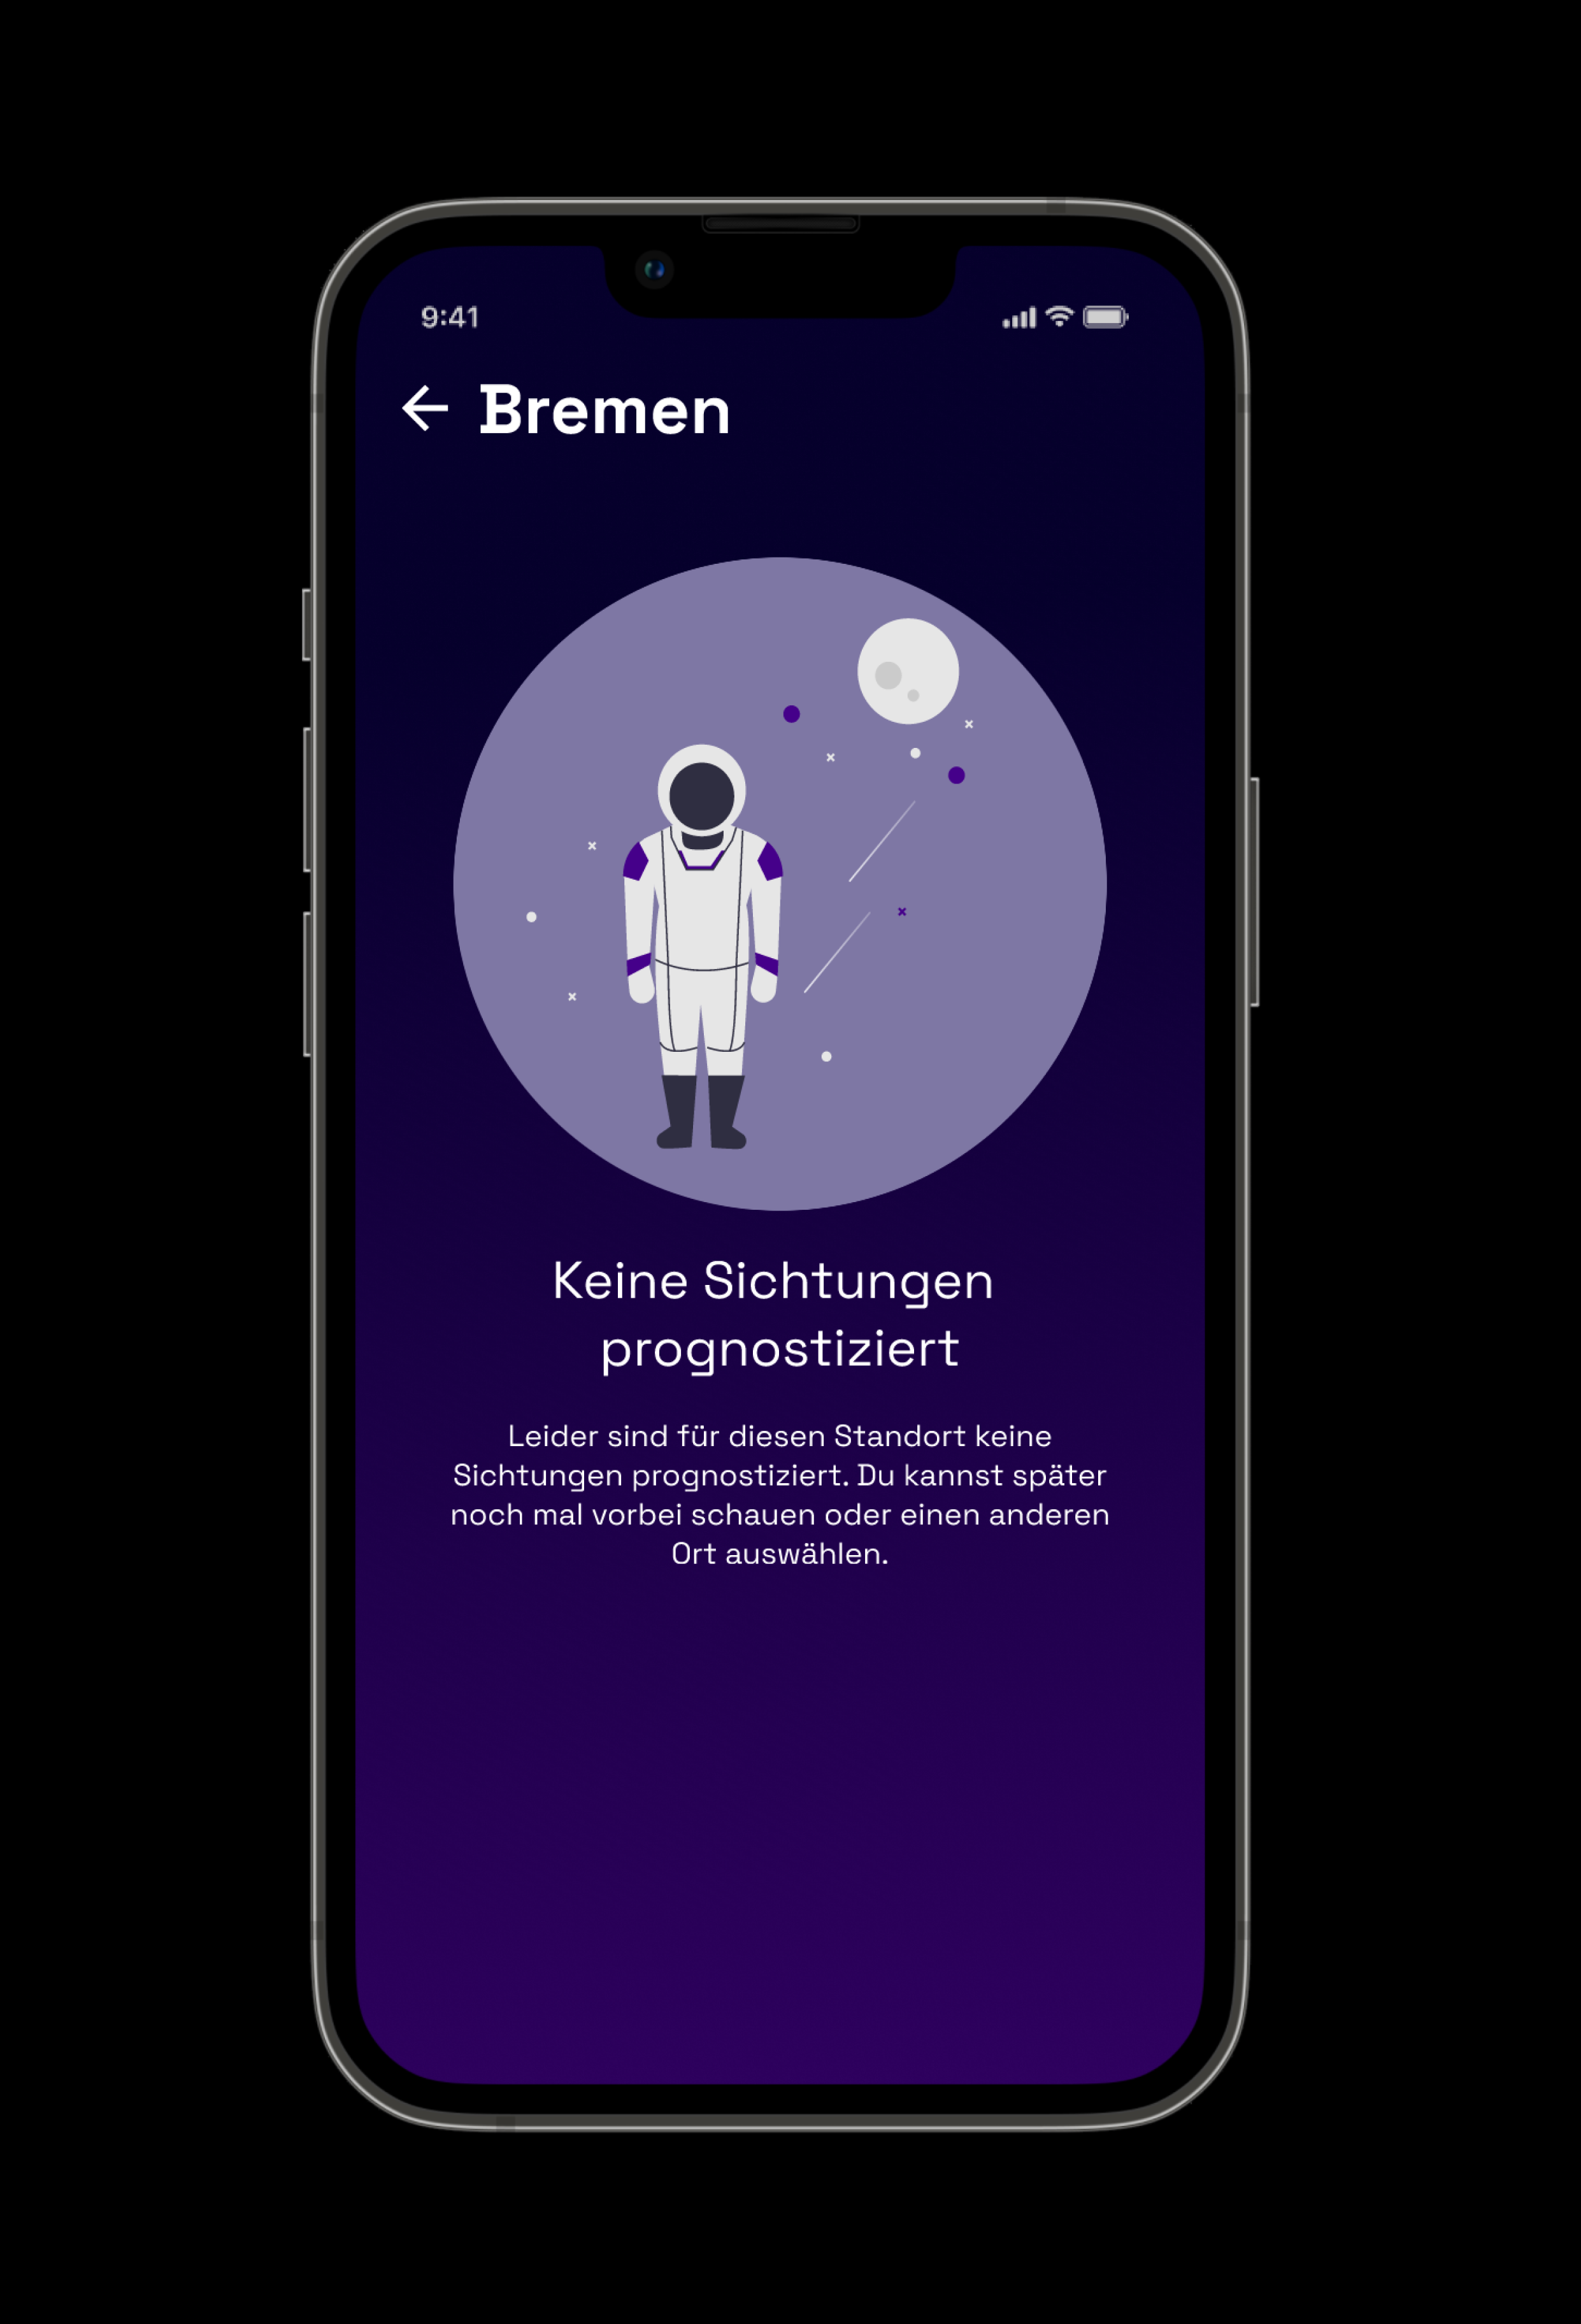 9:41
Bremen
Keine Sichtungen
prognostiziert
Leider sind für diesen Standort keine
Sichtungen prognostiziert. Du kannst später
noch mal vorbei schauen oder einen anderen
Ort auswählen.